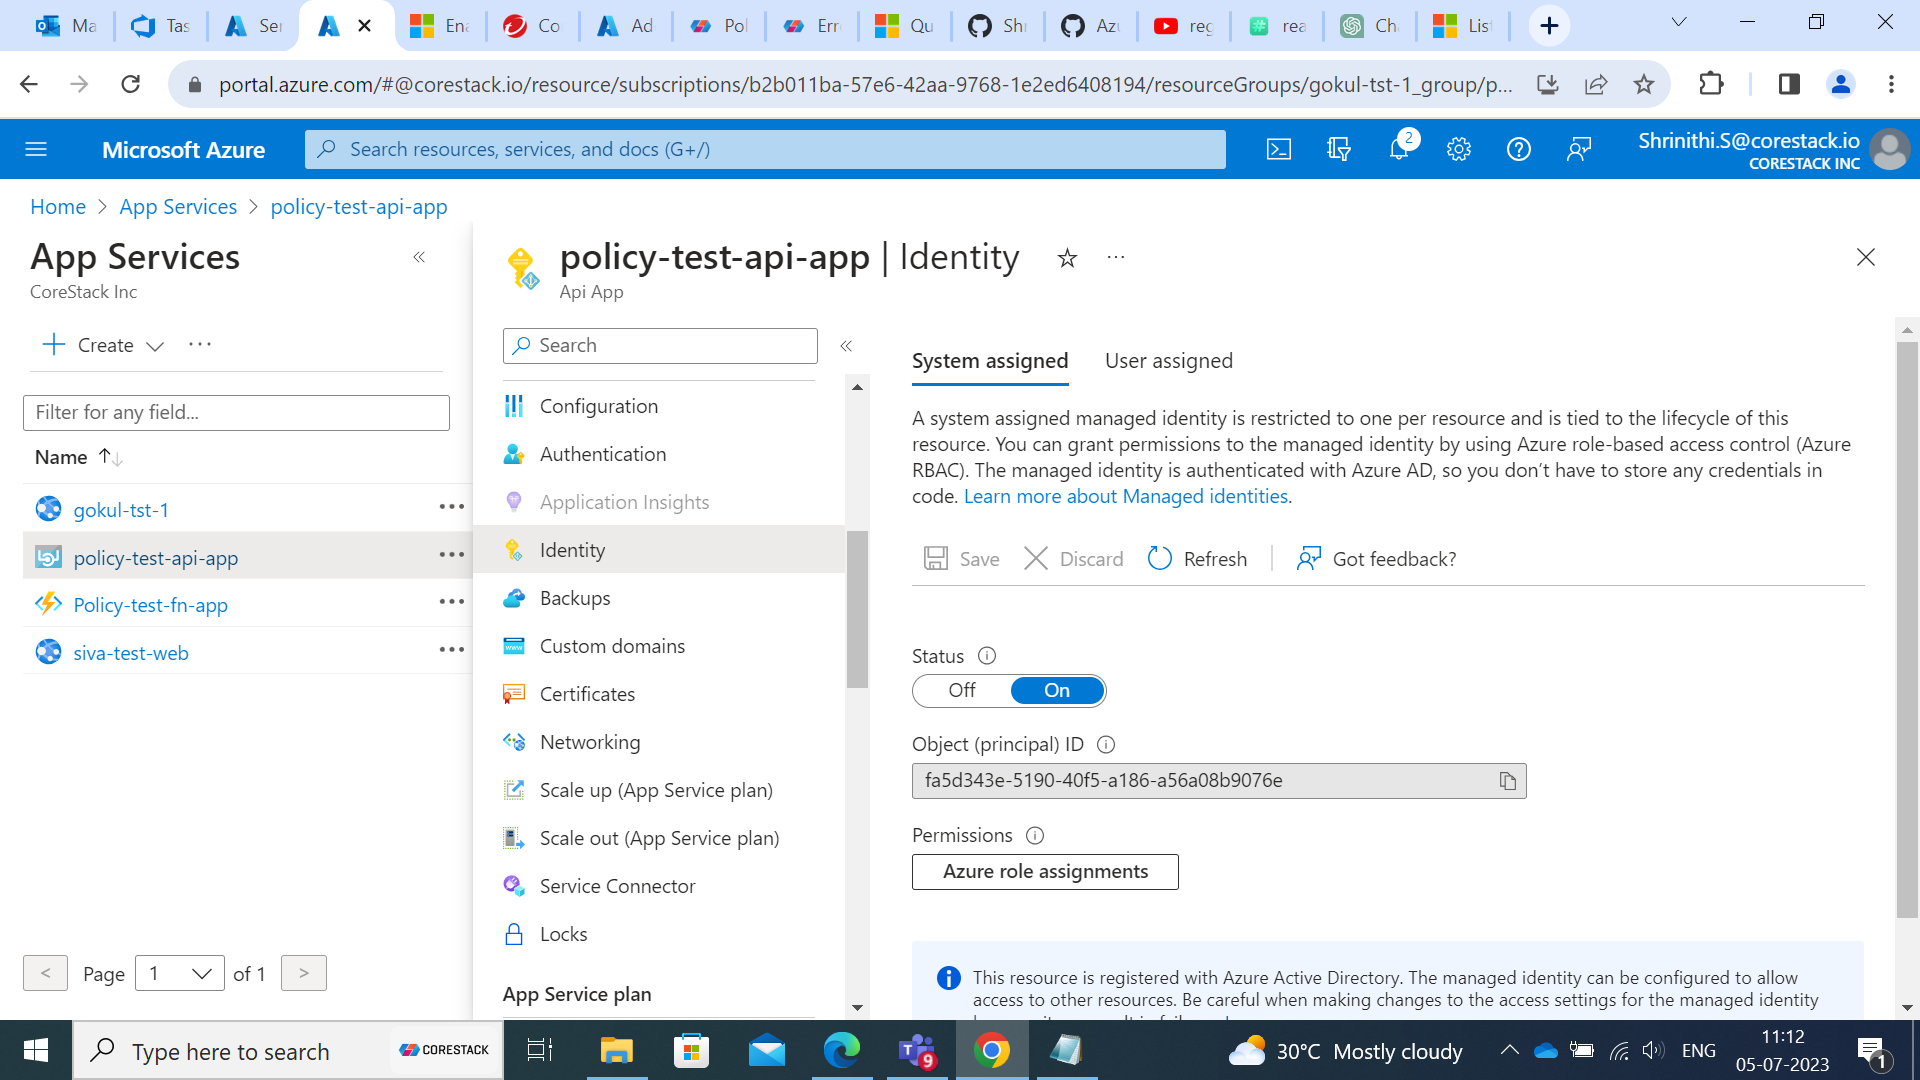 Ma
Tas
Ser
Ena
Co
Ad
Pol
Erro
Qu
Shr
Azu
reg
rea
Cha
List
portal.azure.com/#@corestack.io/resource/subscriptions/b2b011ba-57e6-42aa-9768-1e2ed6408194/resourceGroups/gokul-tst-1_group/p...
Microsoft Azure
Search resources, services, and docs (G+/)
2
Shrinithi.S@corestack.io
CORESTACK INC
Home > App Services > policy-test-api-app
App Services
CoreStack Inc
Create
Filter for any field...
Name
gokul-tst-1
policy-test-api-app
Policy-test-fn-app
siva-test-web
< Page 1 of 1 >
policy-test-api-app | Identity
Api App
Search
Configuration
Authentication
Application Insights
Identity
Backups
Custom domains
Certificates
Networking
Scale up (App Service plan)
Scale out (App Service plan)
Service Connector
Locks
App Service plan
System assigned User assigned
A system assigned managed identity is restricted to one per resource and is tied to the lifecycle of this
resource. You can grant permissions to the managed identity by using Azure role-based access control (Azure
RBAC). The managed identity is authenticated with Azure AD, so you don’t have to store any credentials in
code. Learn more about Managed identities.
Save Discard Refresh Got feedback?
Status
Off On
Object (principal) ID
fa5d343e-5190-40f5-a186-a56a08b9076e
Permissions
Azure role assignments
This resource is registered with Azure Active Directory. The managed identity can be configured to allow
access to other resources. Be careful when making changes to the access settings for the managed identity
Type here to search
CORESTACK
9
30°C Mostly cloudy
ENG
11:12
05-07-2023
1